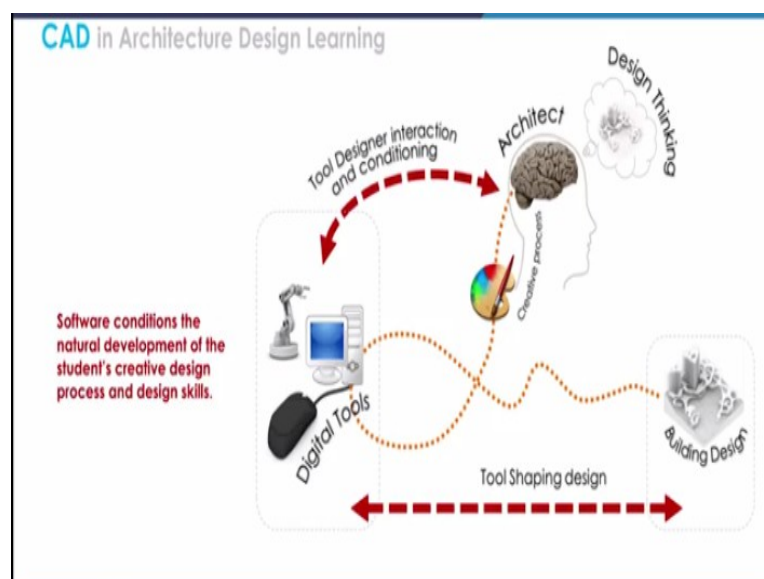 CAD in Architecture Design Learning
Design Thinking
Architect
Tool Designer interaction
and conditioning
Creative process
Software conditions the
natural development of the
student's creative design
process and design skills.
Digital Tools
Building Design
Tool Shaping design